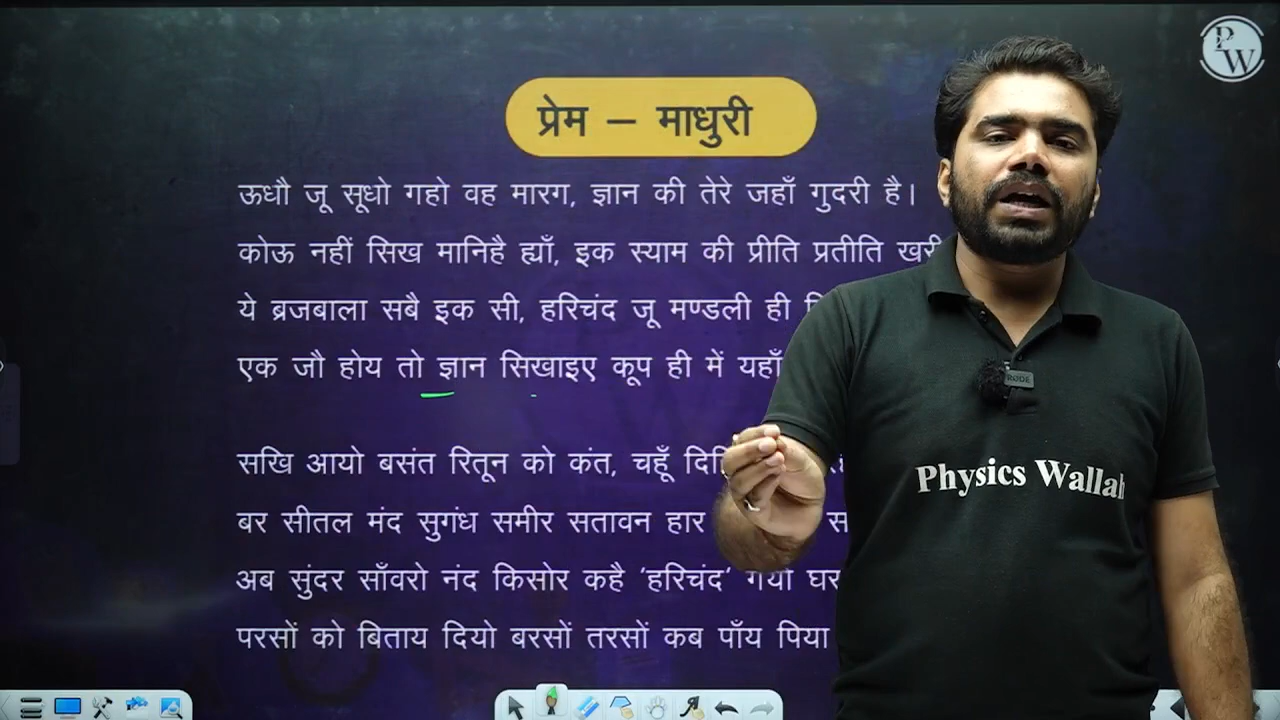 प्रेम – माधुरी
ऊधौ जू सूधो गहो वह मारग, ज्ञान की तेरे जहाँ गुदरी है।
कोऊ नहीं सिख मानिहै ह्याँ, इक स्याम की प्रीति प्रतीति
ये ब्रजबाला सबै इक सी, हरिचंद जू मण्डली ही
एक जौ होय तो ज्ञान सिखाइए कूप ही में यहाँ
सखि आयो बसंत रितून को कंत, चहूँ
बर सीतल मंद सुगंध समीर सतावन हार
अब सुंदर साँवरो नंद किसोर कहै 'हरिचंद' गयो
परसों को बिताय दियो बरसों तरसों कब पाँय पिया
PW
RODE
Physics Wallah